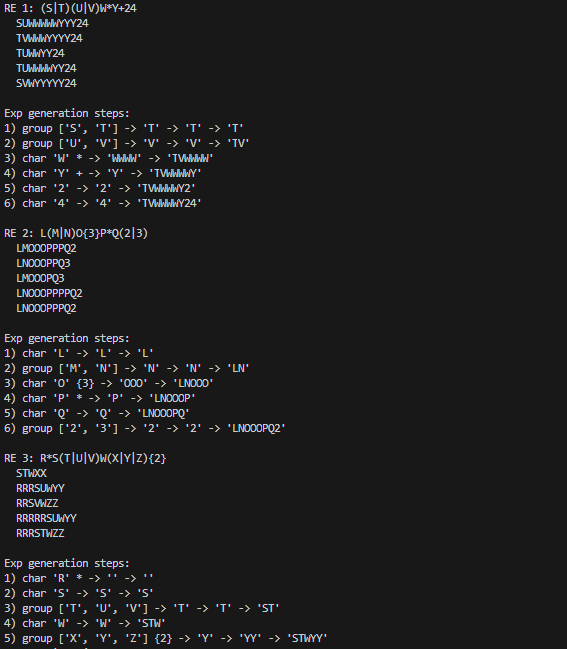 RE 1: (S|T)(U|V)W*Y+24
SUWWWWWYYY24
TVWWWYYYY24
TUWWYY24
TUWWWWYY24
SVWYYYYY24
Exp generation steps:
1) group ['S', 'T'] -> 'T' -> 'T' -> 'T'
2) group ['U', 'V'] -> 'V' -> 'V' -> 'TV'
3) char 'W' * -> 'WWWW' -> 'TVWWWW'
4) char 'Y' + -> 'Y' -> 'TVWWWWY'
5) char '2' -> '2' -> 'TVWWWWY2'
6) char '4' -> '4' -> 'TVWWWWY24'
RE 2: L(M|N)O{3}P*Q(2|3)
LMOOOPPPQ2
LNOOOPPQ3
LMOOOPQ3
LNOOOPPPPQ2
LNOOOPPPQ2
Exp generation steps:
1) char 'L' -> 'L' -> 'L'
2) group ['M', 'N'] -> 'N' -> 'N' -> 'LN'
3) char 'O' {3} -> 'OOO' -> 'LNOOO'
4) char 'P' * -> 'P' -> 'LNOOOP'
5) char 'Q' -> 'Q' -> 'LNOOOPQ'
6) group ['2', '3'] -> '2' -> '2' -> 'LNOOOPQ2'
RE 3: R*S(T|U|V)W(X|Y|Z){2}
STWXX
RRRSUWYY
RRSVWZZ
RRRRRSUWYY
RRRSTWZZ
Exp generation steps:
1) char 'R' * -> '' -> ''
2) char 'S' -> 'S' -> 'S'
3) group ['T', 'U', 'V'] -> 'T' -> 'T' -> 'ST'
4) char 'W' -> 'W' -> 'STW'
5) group ['X', 'Y', 'Z'] {2} -> 'Y' -> 'YY' -> 'STWYY'